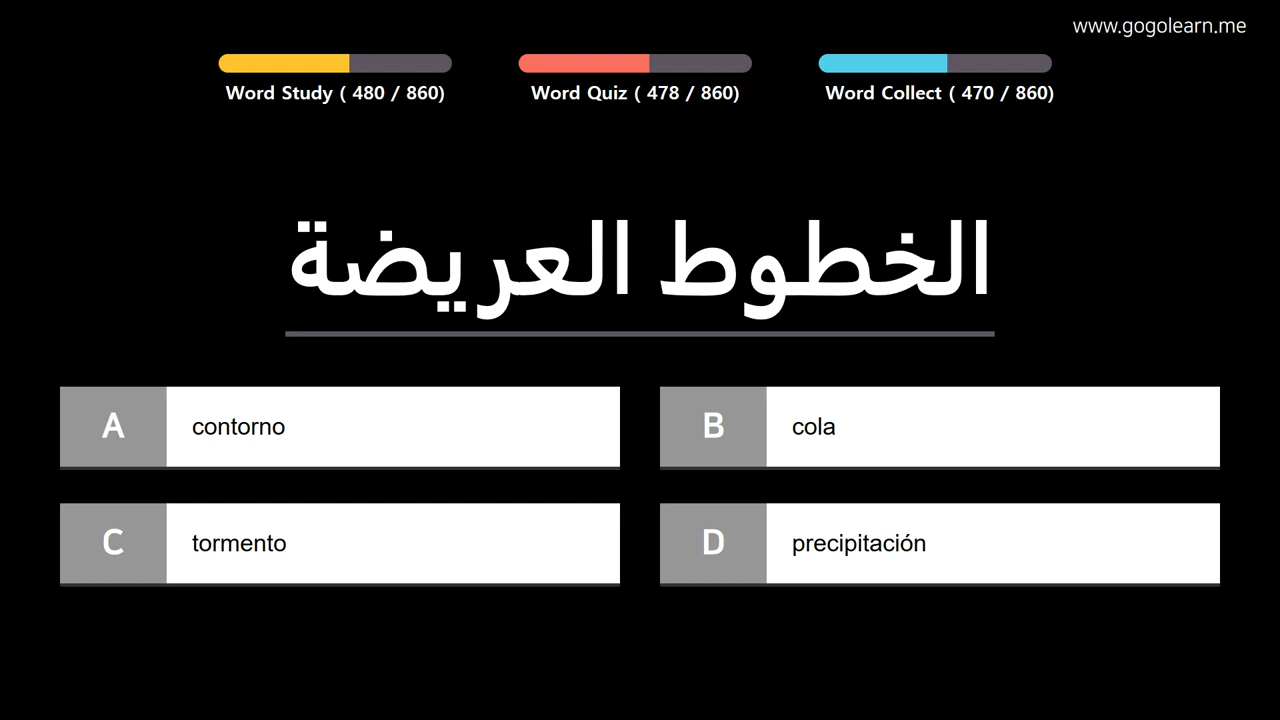 www.gogolearn.me
Word Study ( 480 / 860)
Word Quiz ( 478 / 860)
Word Collect ( 470 / 860)
الخطوط العريضة
A contorno
B cola
C tormento
D precipitación